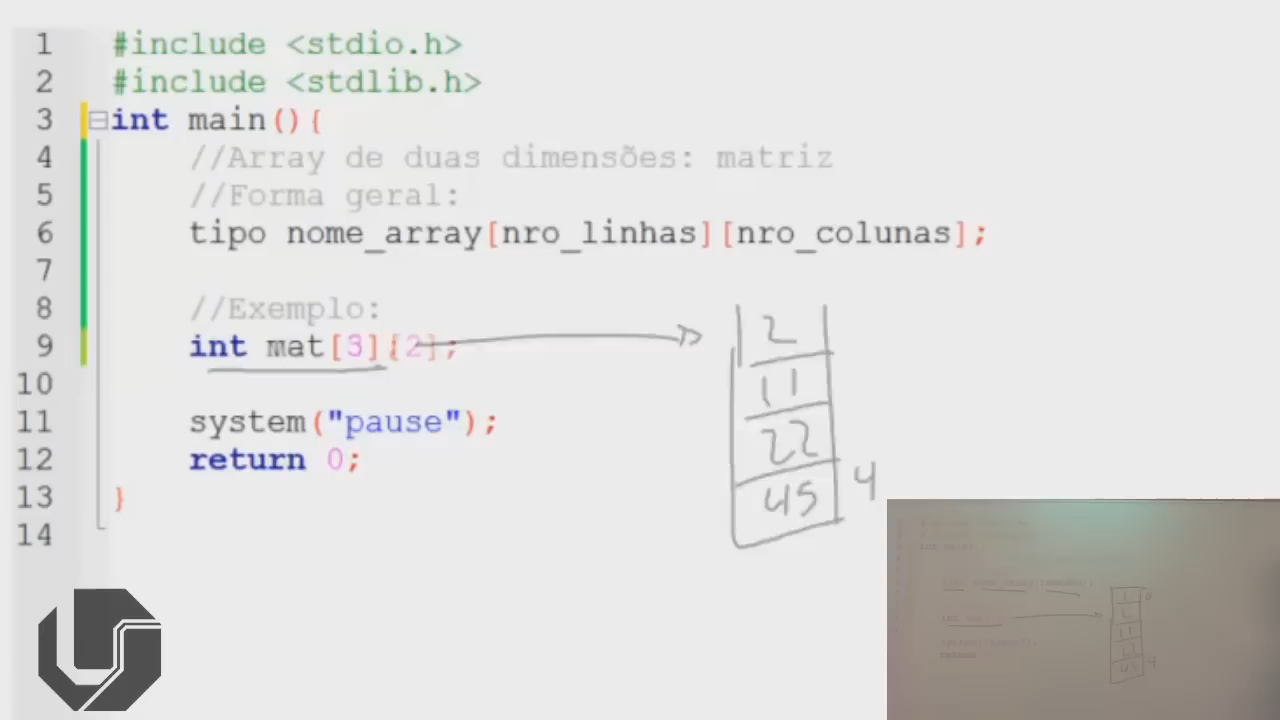 1 #include <stdio.h>
2 #include <stdlib.h>
3 int main(){
4 //Array de duas dimensões: matriz
5 //Forma geral:
6 tipo nome_array[nro_linhas][nro_colunas];
7
8 //Exemplo:
9 int mat[3][2];
10
11 system("pause");
12 return 0;
13 }
14
2
11
22
45 4